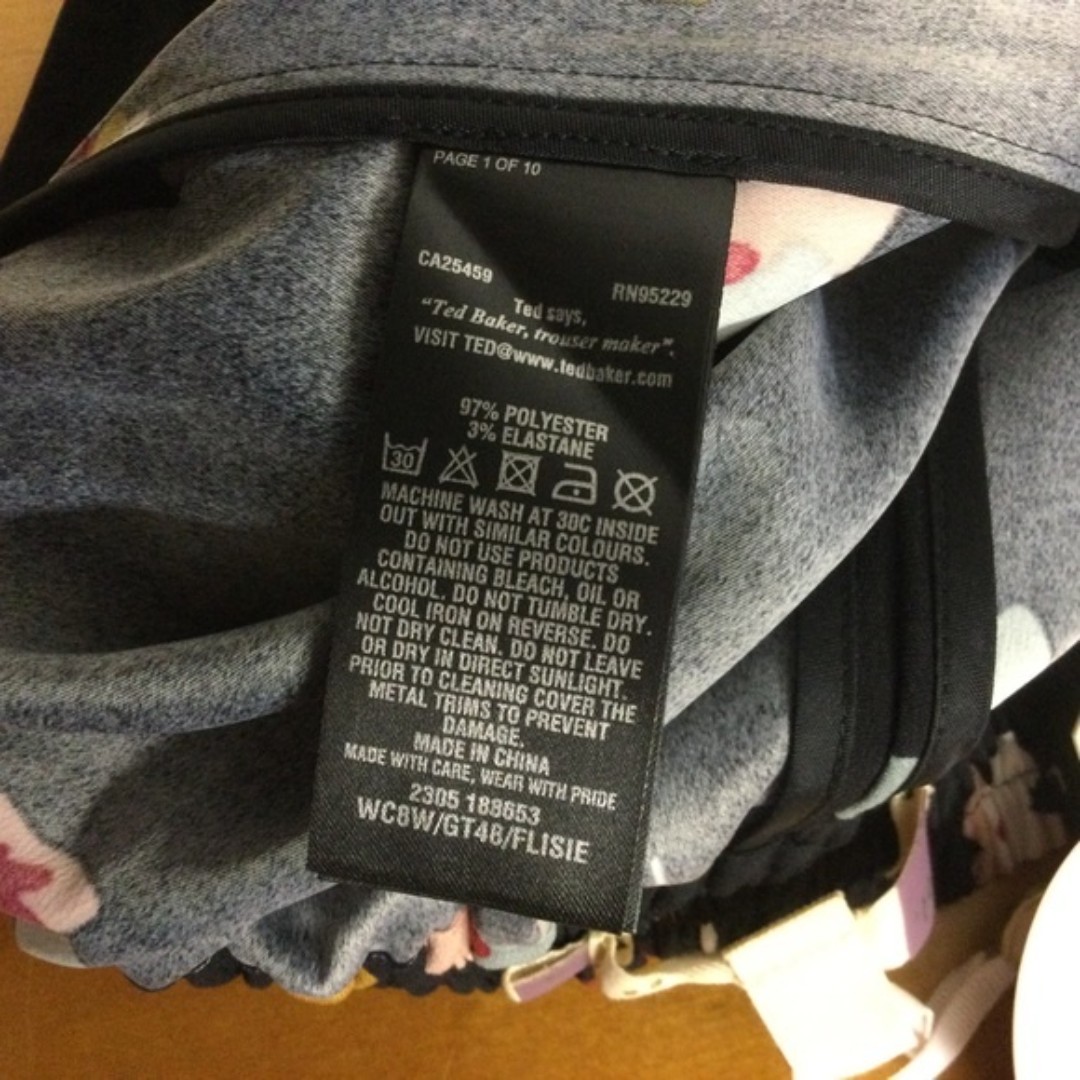 PAGE 1 OF 10
CA25459
RN95229
Ted says,
“Ted Baker, trouser maker”.
VISIT TED@www.tedbaker.com
97% POLYESTER
3% ELASTANE
30
MACHINE WASH AT 30C INSIDE
OUT WITH SIMILAR COLOURS.
DO NOT USE PRODUCTS
CONTAINING BLEACH, OIL OR
ALCOHOL. DO NOT TUMBLE DRY.
COOL IRON ON REVERSE. DO
NOT DRY CLEAN. DO NOT LEAVE
OR DRY IN DIRECT SUNLIGHT.
PRIOR TO CLEANING COVER THE
METAL TRIMS TO PREVENT
DAMAGE.
MADE IN CHINA
MADE WITH CARE, WEAR WITH PRIDE
2305 188653
WC8W/GT48/FLISIE